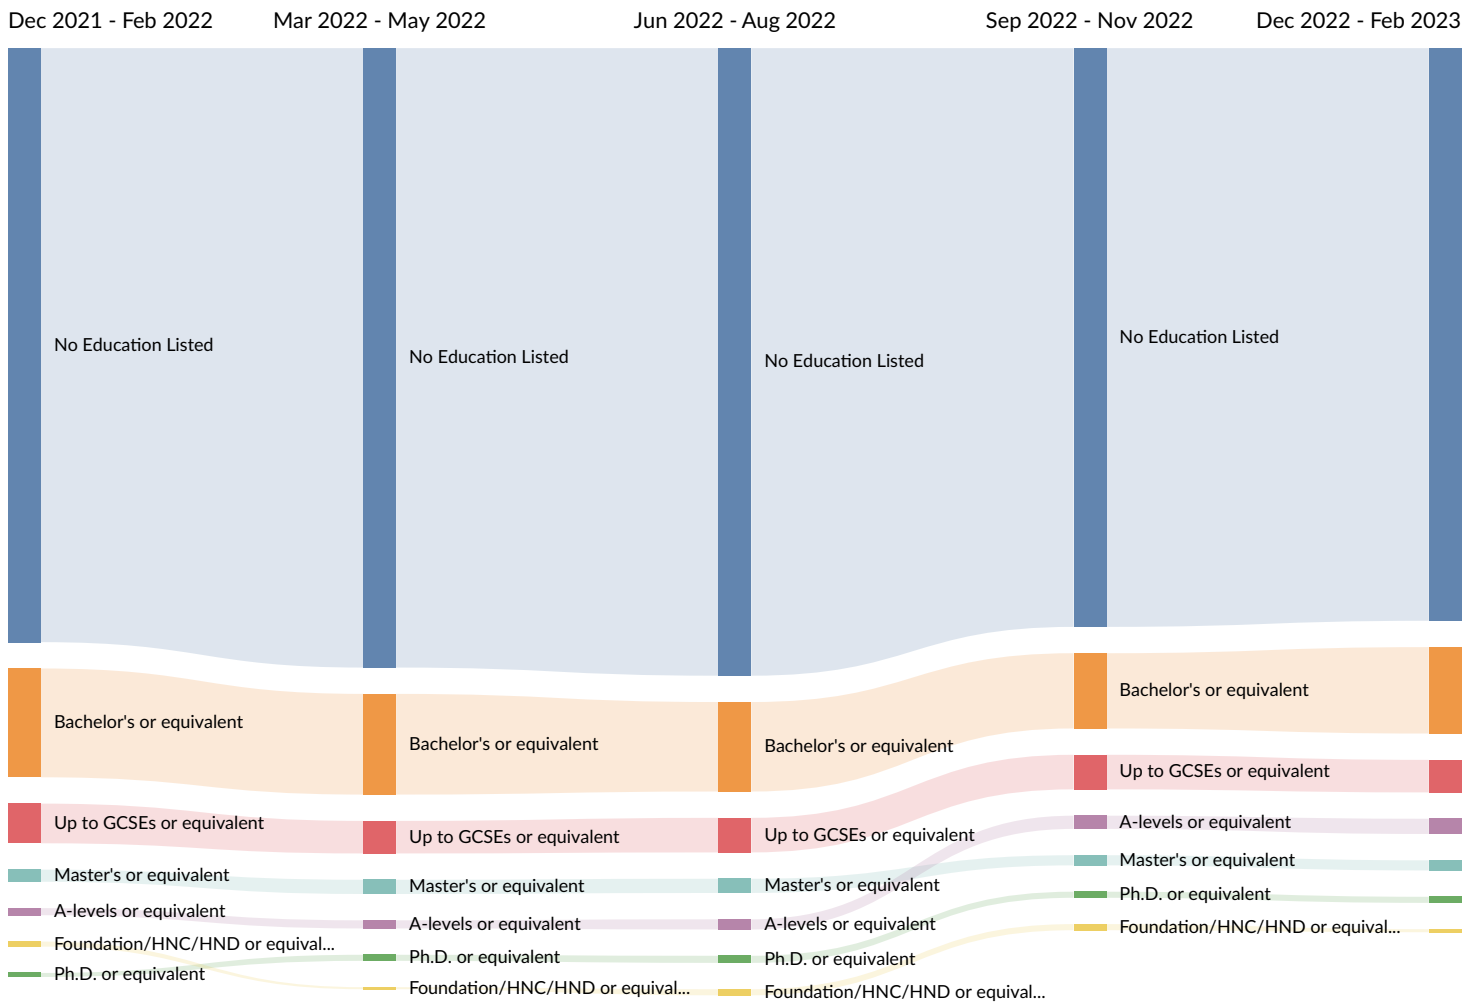 Dec 2021 - Feb 2022
Mar 2022 - May 2022
Jun 2022 - Aug 2022
Sep 2022 - Nov 2022
Dec 2022 - Feb 2023
No Education Listed
Bachelor's or equivalent
Up to GCSEs or equivalent
Master's or equivalent
A-levels or equivalent
Foundation/HNC/HND or equival...
Ph.D. or equivalent
No Education Listed
Bachelor's or equivalent
Up to GCSEs or equivalent
Master's or equivalent
A-levels or equivalent
Ph.D. or equivalent
Foundation/HNC/HND or equival...
No Education Listed
Bachelor's or equivalent
Up to GCSEs or equivalent
Master's or equivalent
A-levels or equivalent
Ph.D. or equivalent
Foundation/HNC/HND or equival...
No Education Listed
Bachelor's or equivalent
Up to GCSEs or equivalent
A-levels or equivalent
Master's or equivalent
Ph.D. or equivalent
Foundation/HNC/HND or equival...